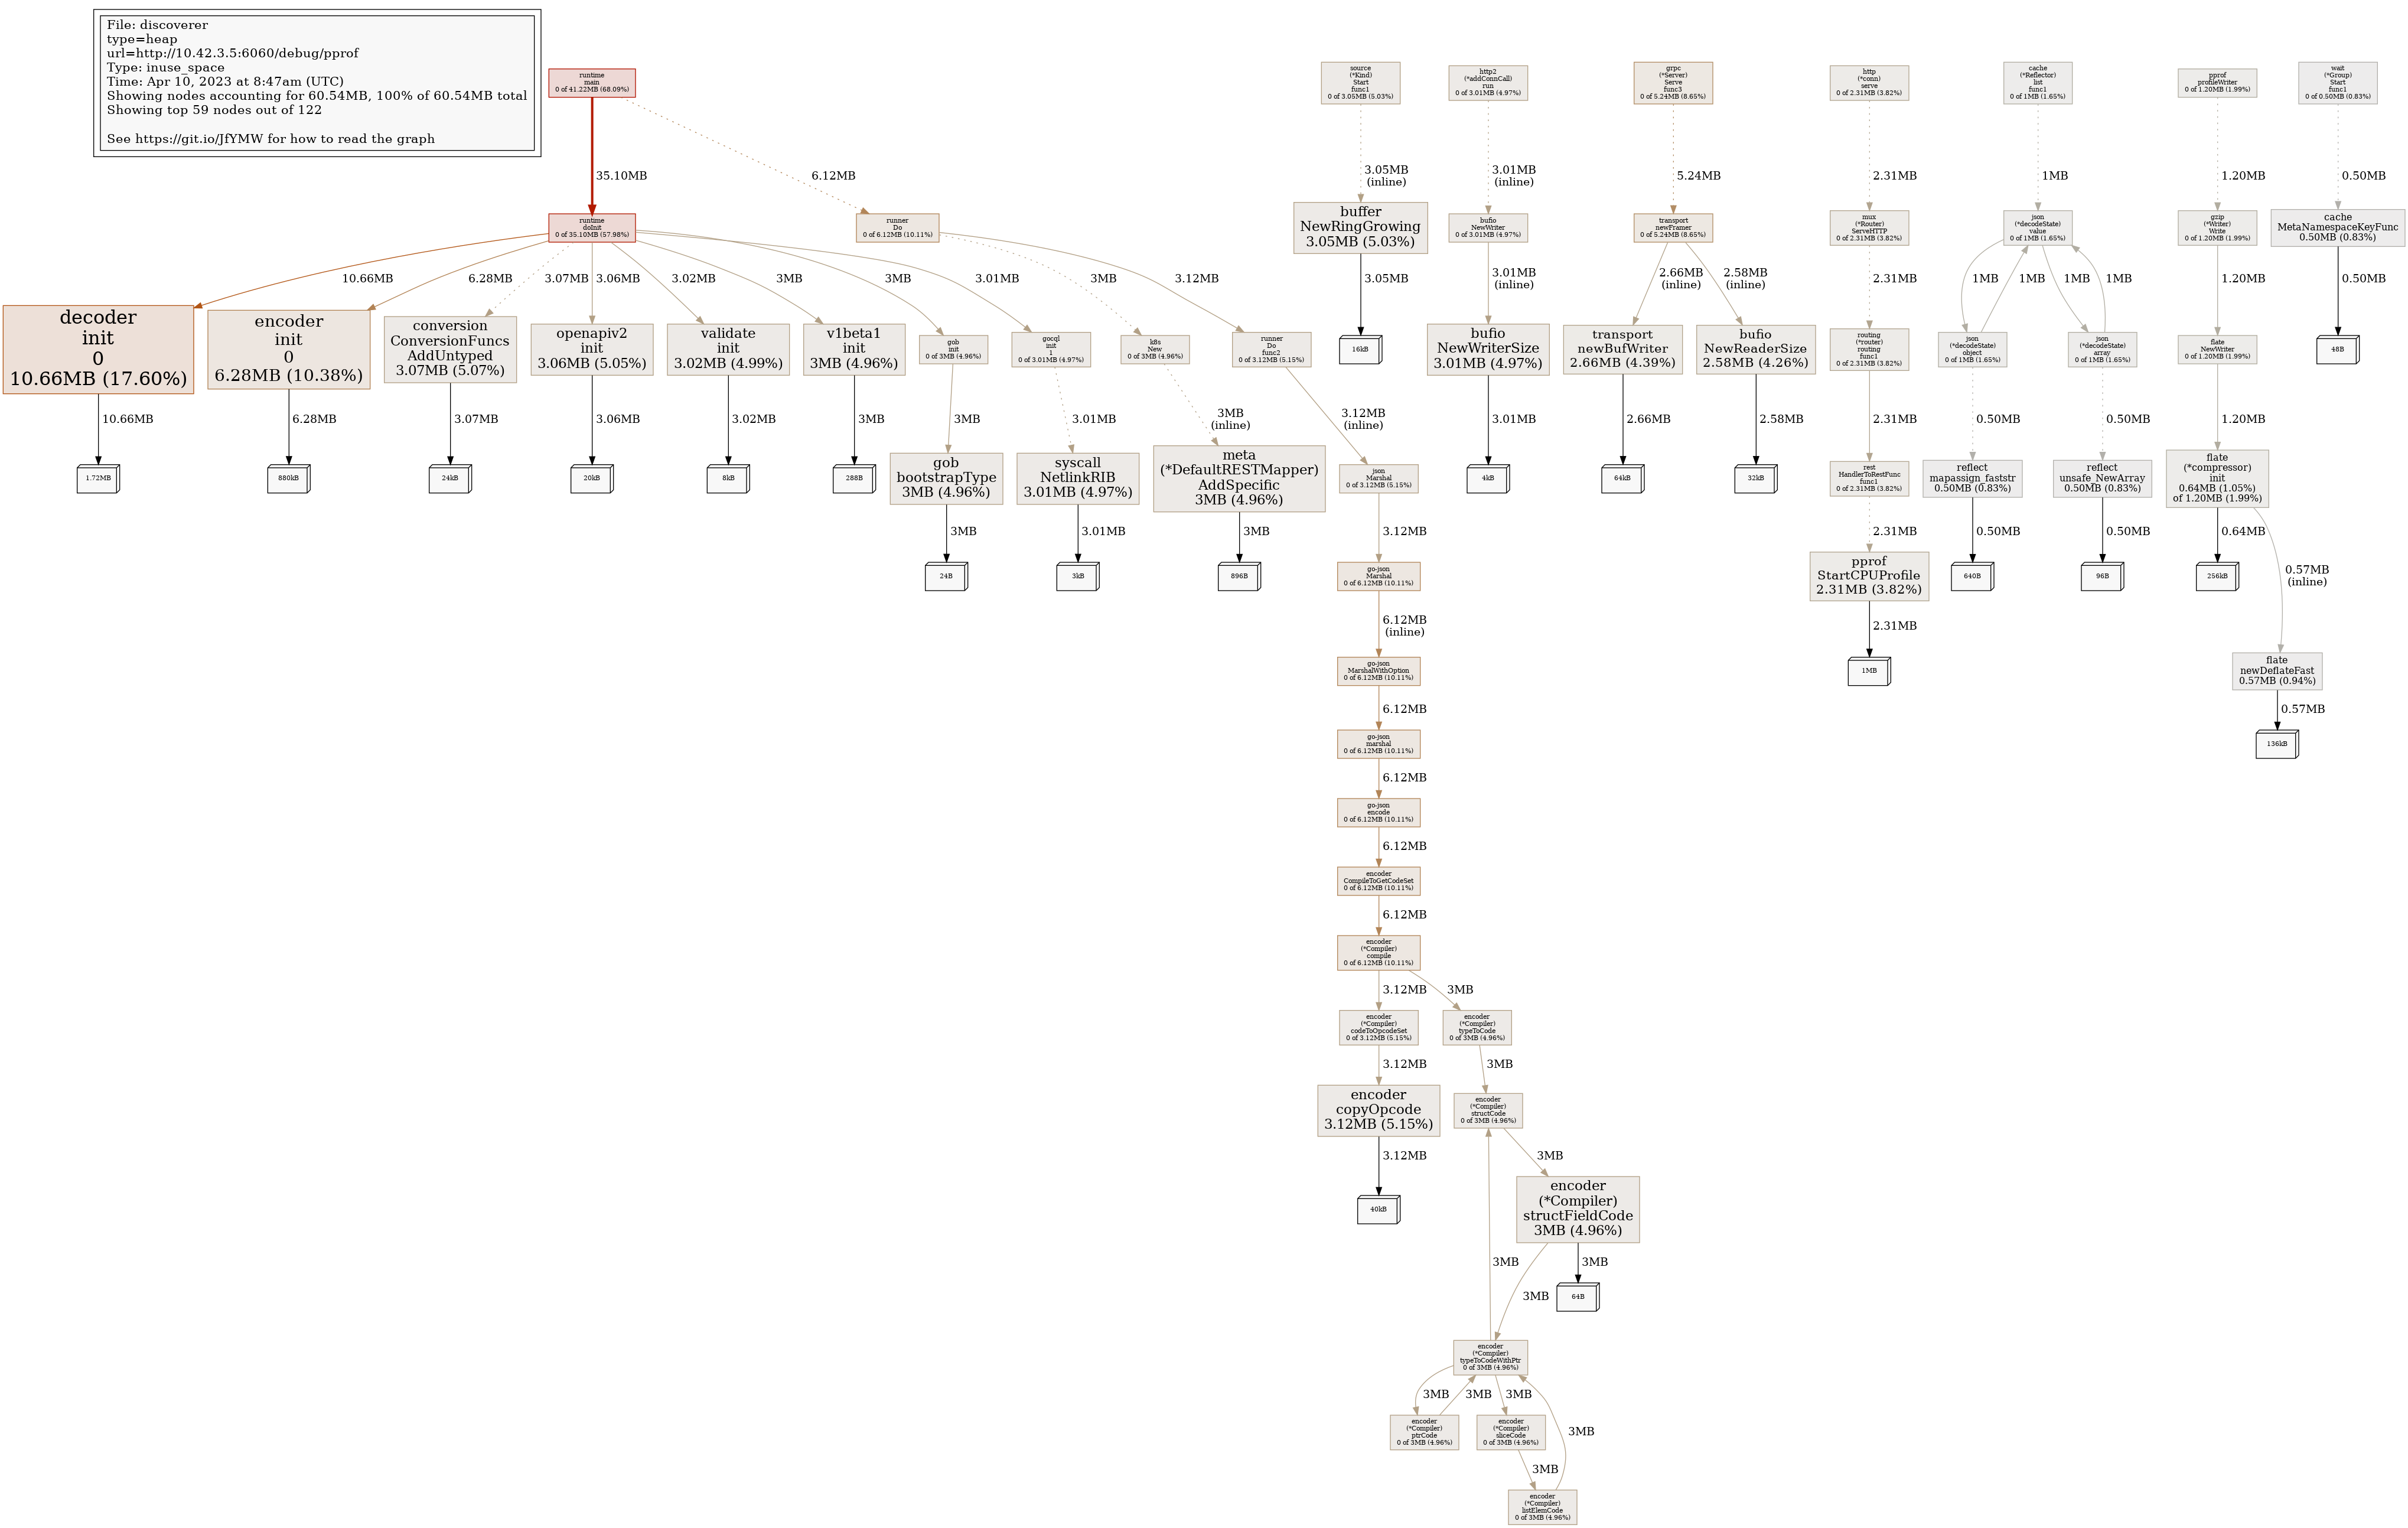 File: discoverer
type=heap
url=http://10.42.3.5:6060/debug/pprof
Type: inuse_space
Time: Apr 10, 2023 at 8:47am (UTC)
Showing nodes accounting for 60.54MB, 100% of 60.54MB total
Showing top 59 nodes out of 122
See https://git.io/JfYMW for how to read the graph
runtime
main
0 of 41.22MB (68.09%)
source
(*Kind)
Start
func1
0 of 3.05MB (5.03%)
http2
(*addConnCall)
run
0 of 3.01MB (4.97%)
grpc
(*Server)
Serve
func3
0 of 5.24MB (8.65%)
http
(*conn)
serve
0 of 2.31MB (3.82%)
cache
(*Reflector)
list
func1
0 of 1MB (1.65%)
pprof
profileWriter
0 of 1.20MB (1.99%)
wait
(*Group)
Start
func1
0 of 0.50MB (0.83%)
35.10MB
6.12MB
3.05MB
(inline)
3.01MB
(inline)
5.24MB
2.31MB
1MB
1.20MB
0.50MB
runtime
doInit
0 of 35.10MB (57.98%)
runner
Do
0 of 6.12MB (10.11%)
buffer
NewRingGrowing
3.05MB (5.03%)
bufio
NewWriter
0 of 3.01MB (4.97%)
transport
newFramer
0 of 5.24MB (8.65%)
mux
(*Router)
ServeHTTP
0 of 2.31MB (3.82%)
json
(*decodeState)
value
0 of 1MB (1.65%)
gzip
(*Writer)
Write
0 of 1.20MB (1.99%)
cache
MetaNamespaceKeyFunc
0.50MB (0.83%)
10.66MB
6.28MB
3.07MB
3.06MB
3.02MB
3MB
3MB
3.01MB
3MB
3.12MB
3.05MB
3.01MB
(inline)
2.66MB
(inline)
2.58MB
(inline)
2.31MB
1MB
1MB
1MB
1MB
1.20MB
0.50MB
decoder
init
0
10.66MB (17.60%)
encoder
init
0
6.28MB (10.38%)
conversion
ConversionFuncs
AddUntyped
3.07MB (5.07%)
openapiv2
init
3.06MB (5.05%)
validate
init
3.02MB (4.99%)
v1beta1
init
3MB (4.96%)
gob
init
0 of 3MB (4.96%)
gocql
init
1
0 of 3.01MB (4.97%)
k8s
New
0 of 3MB (4.96%)
runner
Do
func2
0 of 3.12MB (5.15%)
16kB
bufio
NewWriterSize
3.01MB (4.97%)
transport
newBufWriter
2.66MB (4.39%)
bufio
NewReaderSize
2.58MB (4.26%)
routing
(*router)
routing
func1
0 of 2.31MB (3.82%)
json
(*decodeState)
object
0 of 1MB (1.65%)
json
(*decodeState)
array
0 of 1MB (1.65%)
flate
NewWriter
0 of 1.20MB (1.99%)
48B
10.66MB
6.28MB
3.07MB
3.06MB
3.02MB
3MB
3MB
3.01MB
3MB
(inline)
3.12MB
(inline)
3.01MB
2.66MB
2.58MB
2.31MB
0.50MB
0.50MB
1.20MB
1.72MB
880kB
24kB
20kB
8kB
288B
gob
bootstrapType
3MB (4.96%)
syscall
NetlinkRIB
3.01MB (4.97%)
meta
(*DefaultRESTMapper)
AddSpecific
3MB (4.96%)
json
Marshal
0 of 3.12MB (5.15%)
4kB
64kB
32kB
rest
HandlerToRestFunc
func1
0 of 2.31MB (3.82%)
reflect
mapassign_faststr
0.50MB (0.83%)
reflect
unsafe_NewArray
0.50MB (0.83%)
flate
(*compressor)
init
0.64MB (1.05%)
of 1.20MB (1.99%)
3MB
3.01MB
3MB
3.12MB
2.31MB
0.50MB
0.50MB
0.64MB
0.57MB
(inline)
24B
3kB
896B
go-json
Marshal
0 of 6.12MB (10.11%)
pprof
StartCPUProfile
2.31MB (3.82%)
640B
96B
256kB
6.12MB
(inline)
2.31MB
go-json
MarshalWithOption
0 of 6.12MB (10.11%)
1MB
flate
newDeflateFast
0.57MB (0.94%)
6.12MB
0.57MB
go-json
marshal
0 of 6.12MB (10.11%)
136kB
6.12MB
go-json
encode
0 of 6.12MB (10.11%)
6.12MB
encoder
CompileToGetCodeSet
0 of 6.12MB (10.11%)
6.12MB
encoder
(*Compiler)
compile
0 of 6.12MB (10.11%)
3.12MB
3MB
encoder
(*Compiler)
codeToOpcodeSet
0 of 3.12MB (5.15%)
encoder
(*Compiler)
typeToCode
0 of 3MB (4.96%)
3.12MB
3MB
encoder
copyOpcode
3.12MB (5.15%)
encoder
(*Compiler)
structCode
0 of 3MB (4.96%)
3.12MB
3MB
40kB
encoder
(*Compiler)
structFieldCode
3MB (4.96%)
3MB
3MB
3MB
64B
encoder
(*Compiler)
typeToCodeWithPtr
0 of 3MB (4.96%)
3MB
3MB
3MB
3MB
encoder
(*Compiler)
ptrCode
0 of 3MB (4.96%)
encoder
(*Compiler)
sliceCode
0 of 3MB (4.96%)
3MB
encoder
(*Compiler)
listElemCode
0 of 3MB (4.96%)